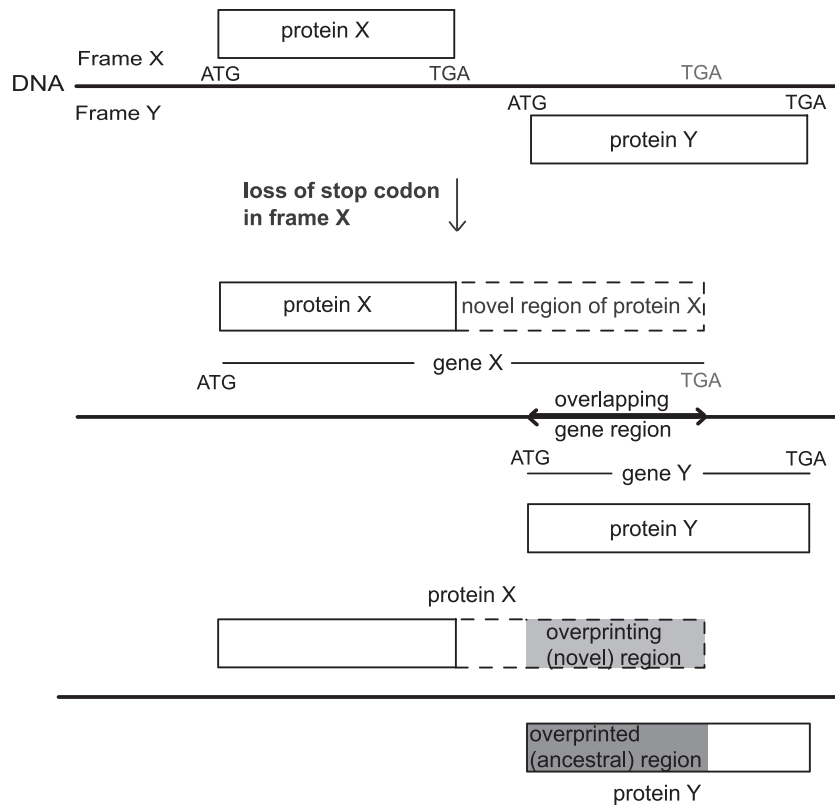 protein X
Frame X
ATG TGA TGA
DNA
Frame Y ATG TGA
protein Y
loss of stop codon
in frame X
protein X novel region of protein X
gene X
ATG TGA
overlapping
gene region
ATG TGA
gene Y
protein Y
protein X
overprinting
(novel) region
overprinted
(ancestral) region
protein Y